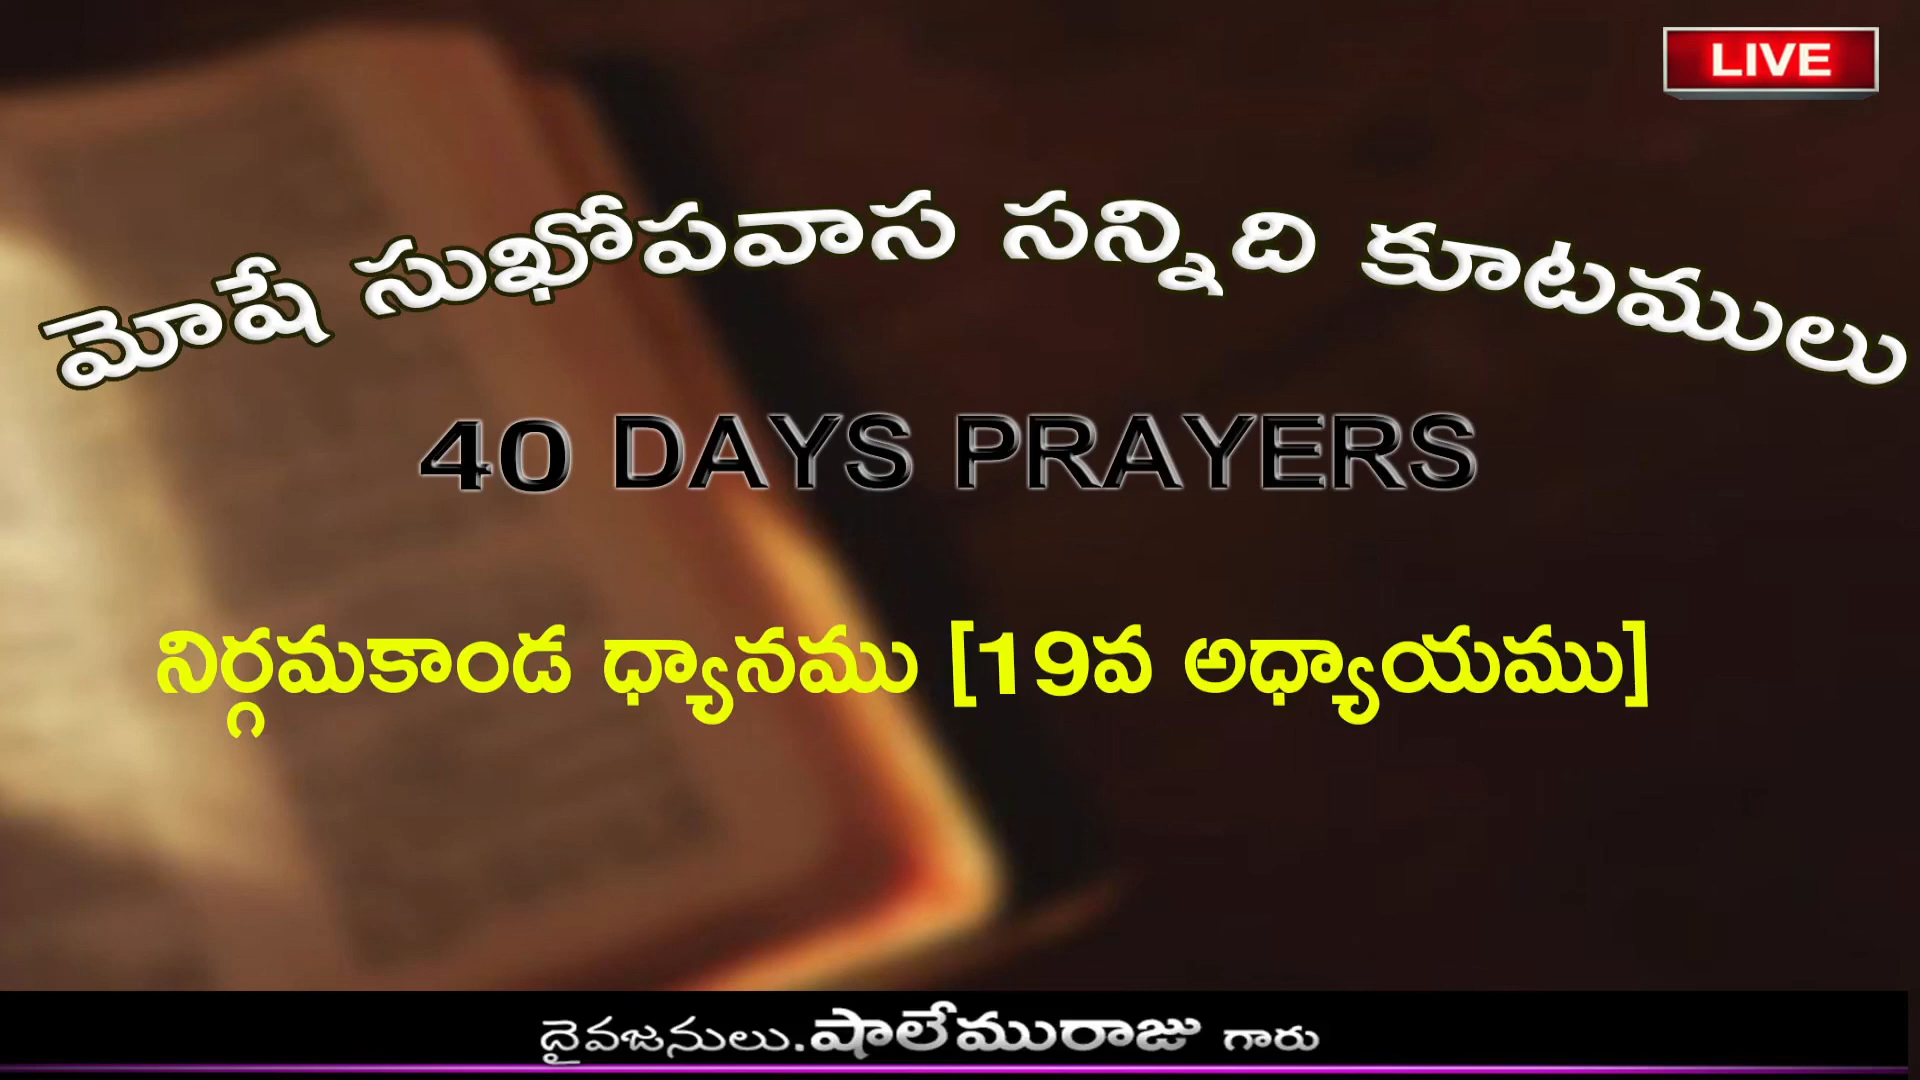 LIVE
మోషే సుఖోపవాస సన్నిది కూటములు
40 DAYS PRAYERS
నిర్గమకాండ ధ్యానము [19వ అధ్యాయము]
దైవజనులు.షాలేమురాజు గారు